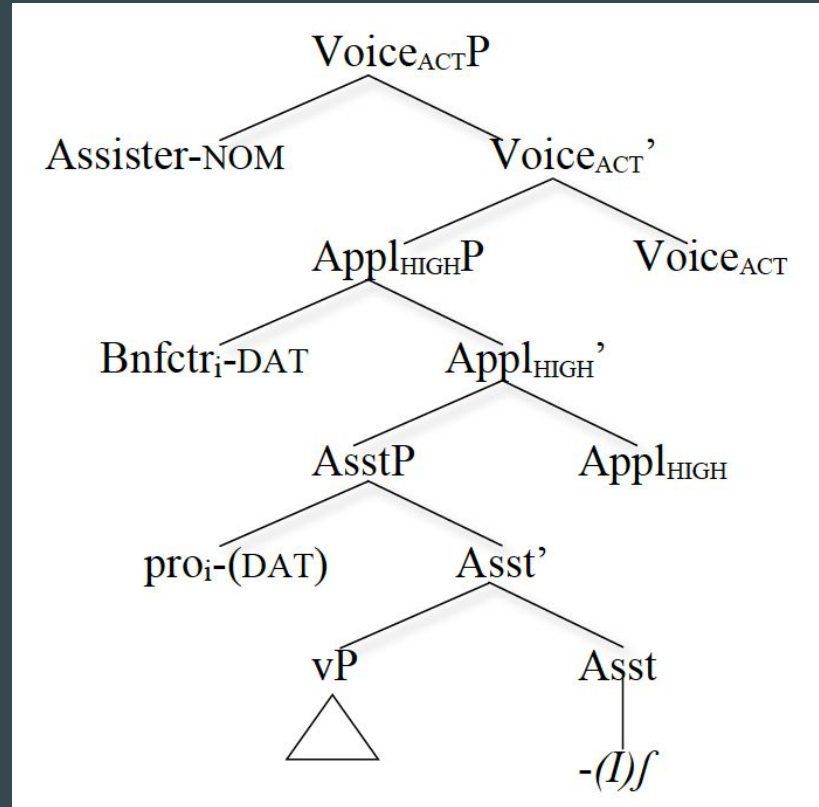 VoiceACTP
Assister-NOM VoiceACT’
ApplHIGHP VoiceACT
Bnfctri-DAT ApplHIGH’
AsstP ApplHIGH
proi-(DAT) Asst’
vP Asst
-(I)ʃ